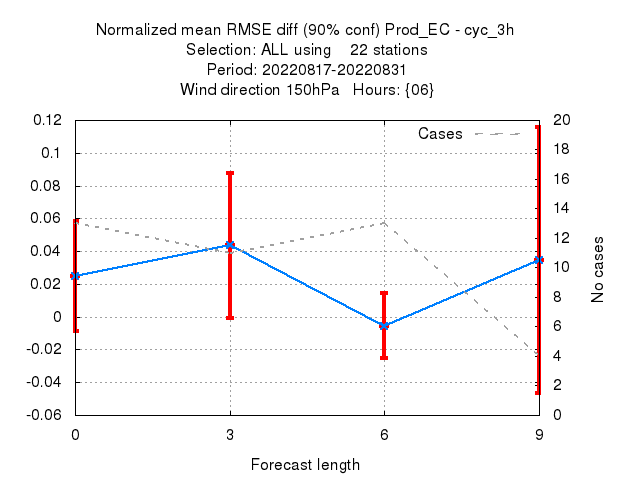 Normalized mean RMSE diff (90% conf) Prod_EC - cyc_3h
Selection: ALL using    22 stations
Period: 20220817-20220831
Wind direction 150hPa   Hours: {06}
Cases
0.12
0.1
0.08
0.06
0.04
0.02
0
-0.02
-0.04
-0.06
20
18
16
14
12
10
8
6
4
2
0
No cases
0 3 6 9
Forecast length